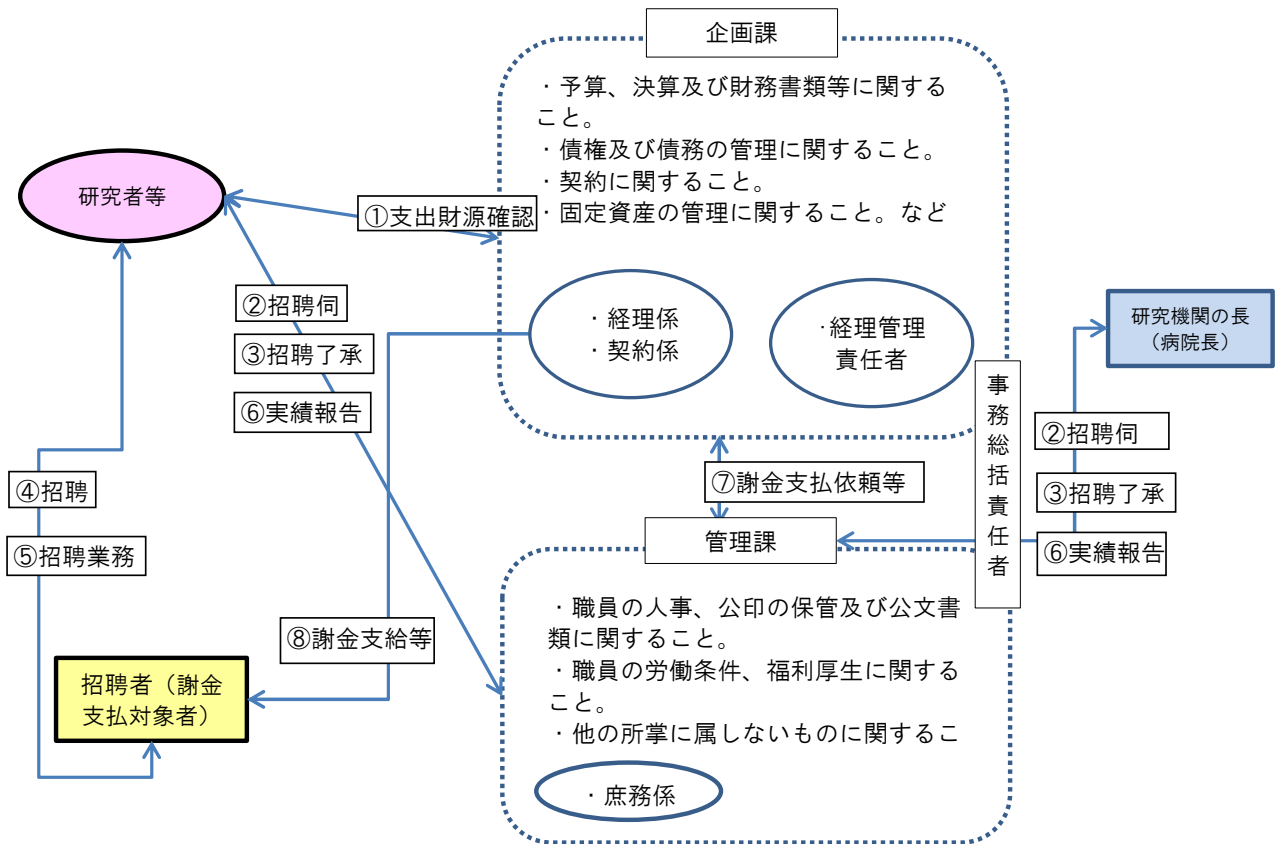 企画課
・予算、決算及び財務書類等に関する
こと。
・債権及び債務の管理に関すること。
・契約に関すること。
・固定資産の管理に関すること。など
研究者等
①支出財源確認
②招聘伺
③招聘了承
⑥実績報告
・経理係
・契約係
・経理管理
責任者
研究機関の長
（病院長）
事務総括責任者
②招聘伺
③招聘了承
⑥実績報告
④招聘
⑤招聘業務
⑦謝金支払依頼等
管理課
・職員の人事、公印の保管及び公文書
類に関すること。
・職員の労働条件、福利厚生に関する
こと。
・他の所掌に属しないものに関するこ
・庶務係
⑧謝金支給等
招聘者（謝金
支払対象者）